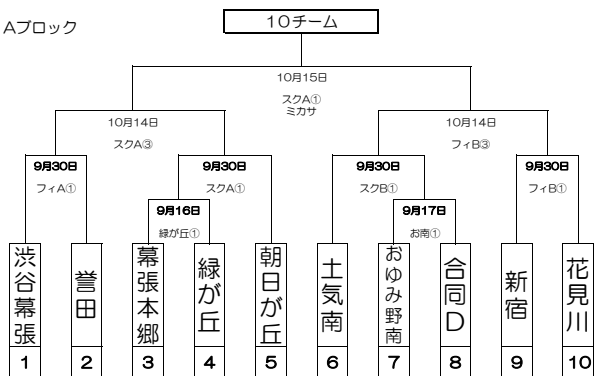 Aブロック
10チーム
10月15日
スクA①
ミカサ
10月14日
スクA③
10月14日
フィB③
9月30日
フィA①
9月30日
スクA①
9月30日
スクB①
9月30日
フィB①
9月16日
緑が丘①
9月17日
お南①
渋谷幕張
誉田
幕張本郷
緑が丘
朝日が丘
土気南
おゆみ野南
合同D
新宿
花見川
1 2 3 4 5 6 7 8 9 10